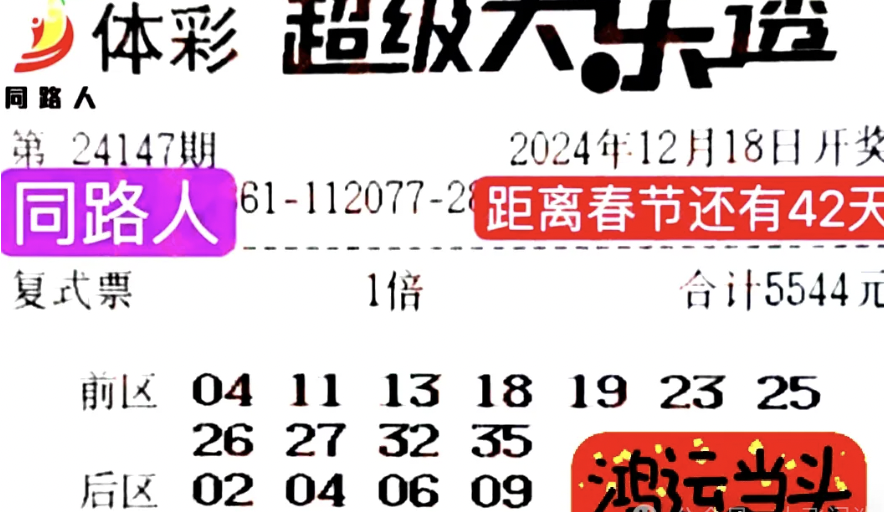 体彩 超级大乐透
同路人
第 24147期 2024年12月18日开奖
同路人 61-112077-28 距离春节还有42天
复式票 1倍 合计5544元
前区 04 11 13 18 19 23 25
26 27 32 35
后区 02 04 06 09
鸿运当头
公众号